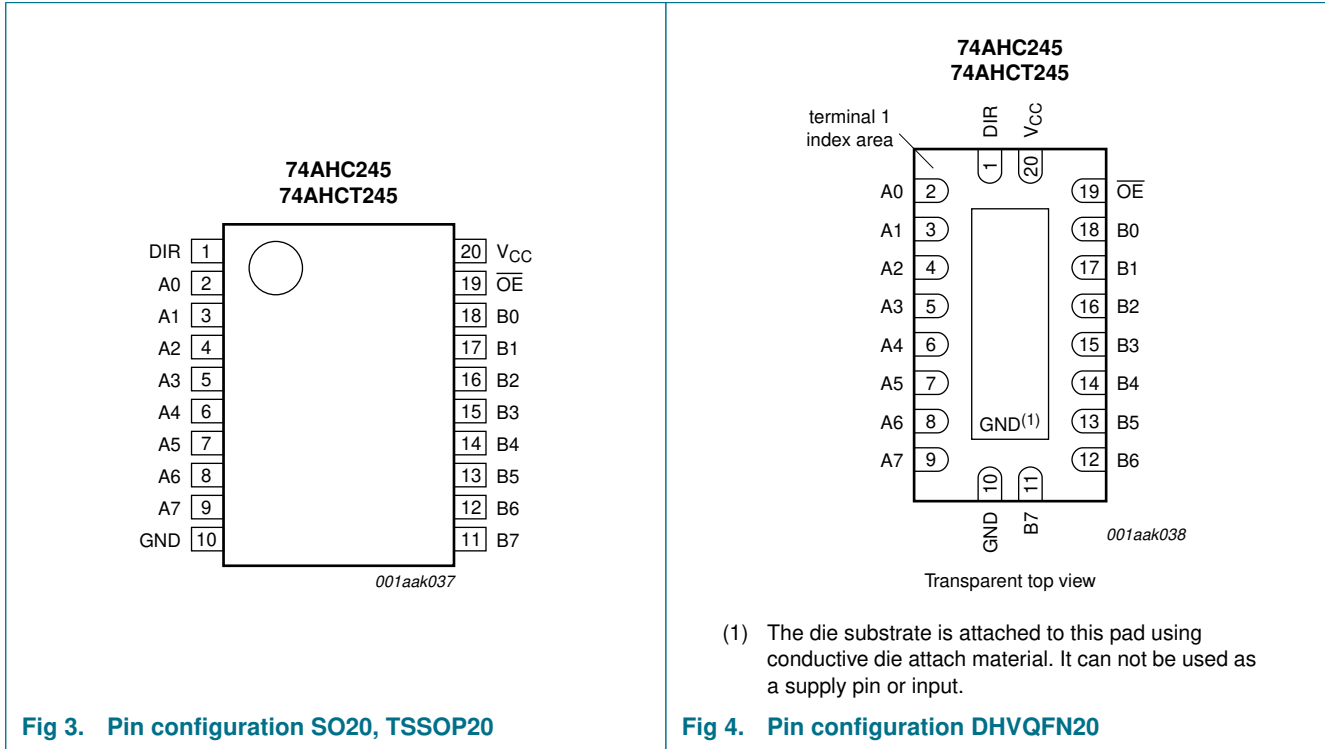 74AHC245
74AHCT245
DIR 1 20 VCC
A0 2 19 OE
A1 3 18 B0
A2 4 17 B1
A3 5 16 B2
A4 6 15 B3
A5 7 14 B4
A6 8 13 B5
A7 9 12 B6
GND 10 11 B7
001aak037
Fig 3. Pin configuration SO20, TSSOP20
74AHC245
74AHCT245
terminal 1
index area
DIR VCC
1 20
A0 2 19 OE
A1 3 18 B0
A2 4 17 B1
A3 5 16 B2
A4 6 15 B3
A5 7 14 B4
A6 8 GND(1) 13 B5
A7 9 12 B6
10 11
GND B7
001aak038
Transparent top view
(1) The die substrate is attached to this pad using
conductive die attach material. It can not be used as
a supply pin or input.
Fig 4. Pin configuration DHVQFN20